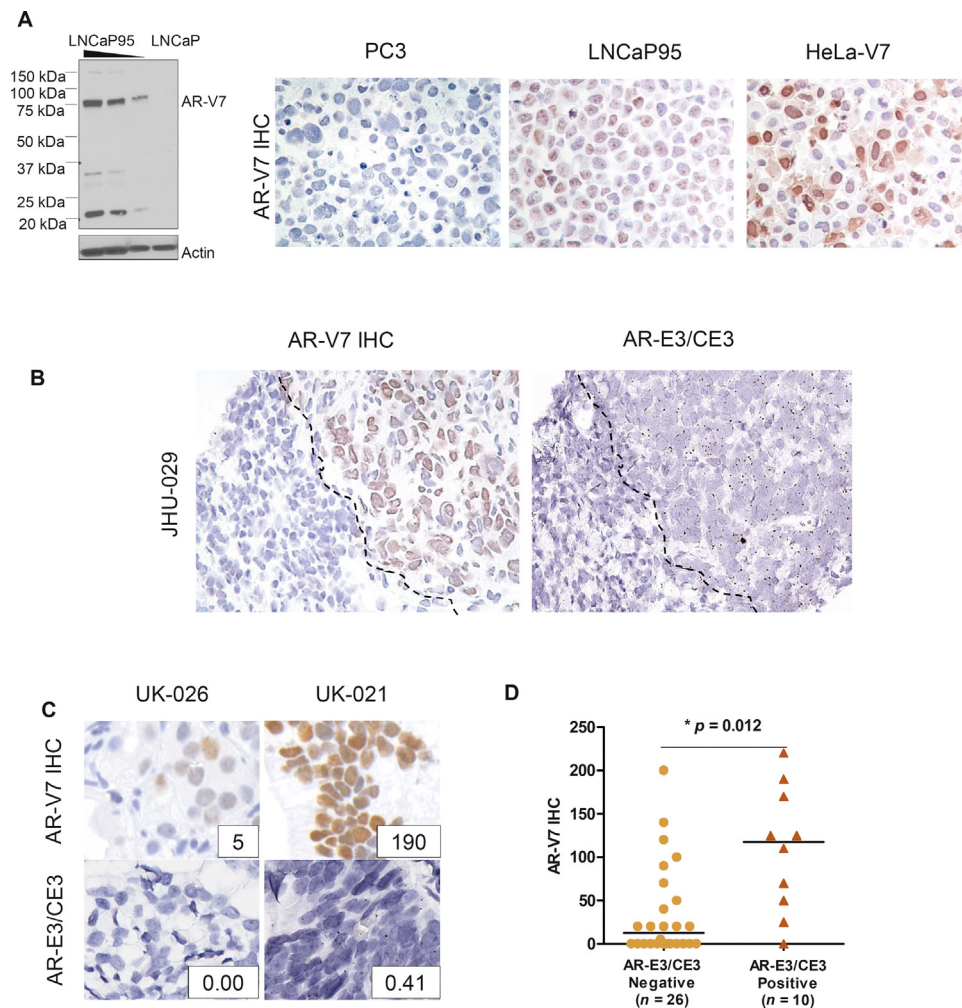 A
LNCaP95 LNCaP
150 kDa
100 kDa
75 kDa
50 kDa
37 kDa
25 kDa
20 kDa
AR-V7
Actin
PC3 LNCaP95 HeLa-V7
AR-V7 IHC
B
AR-V7 IHC AR-E3/CE3
JHU-029
C
UK-026 UK-021
AR-V7 IHC
5 190
AR-E3/CE3
0.00 0.41
D
* p = 0.012
AR-V7 IHC
250
200
150
100
50
0
AR-E3/CE3 AR-E3/CE3
Negative Positive
(n = 26) (n = 10)